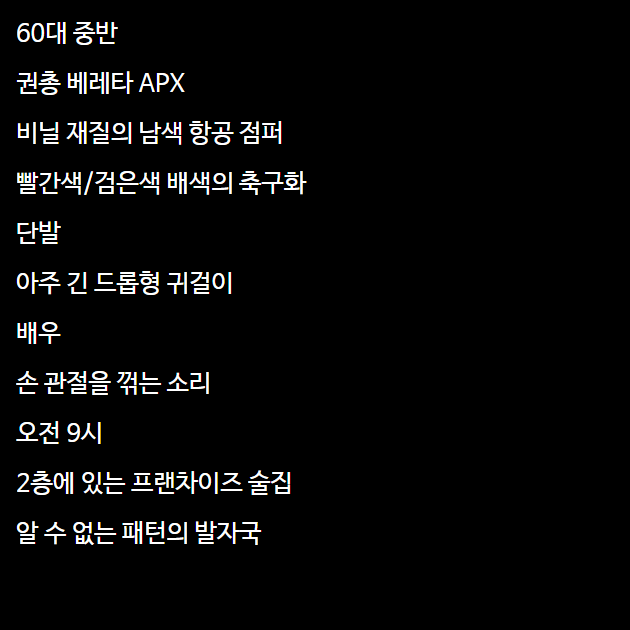 60대 중반
권총 베레타 APX
비닐 재질의 남색 항공 점퍼
빨간색/검은색 배색의 축구화
단발
아주 긴 드롭형 귀걸이
배우
손 관절을 꺾는 소리
오전 9시
2층에 있는 프랜차이즈 술집
알 수 없는 패턴의 발자국